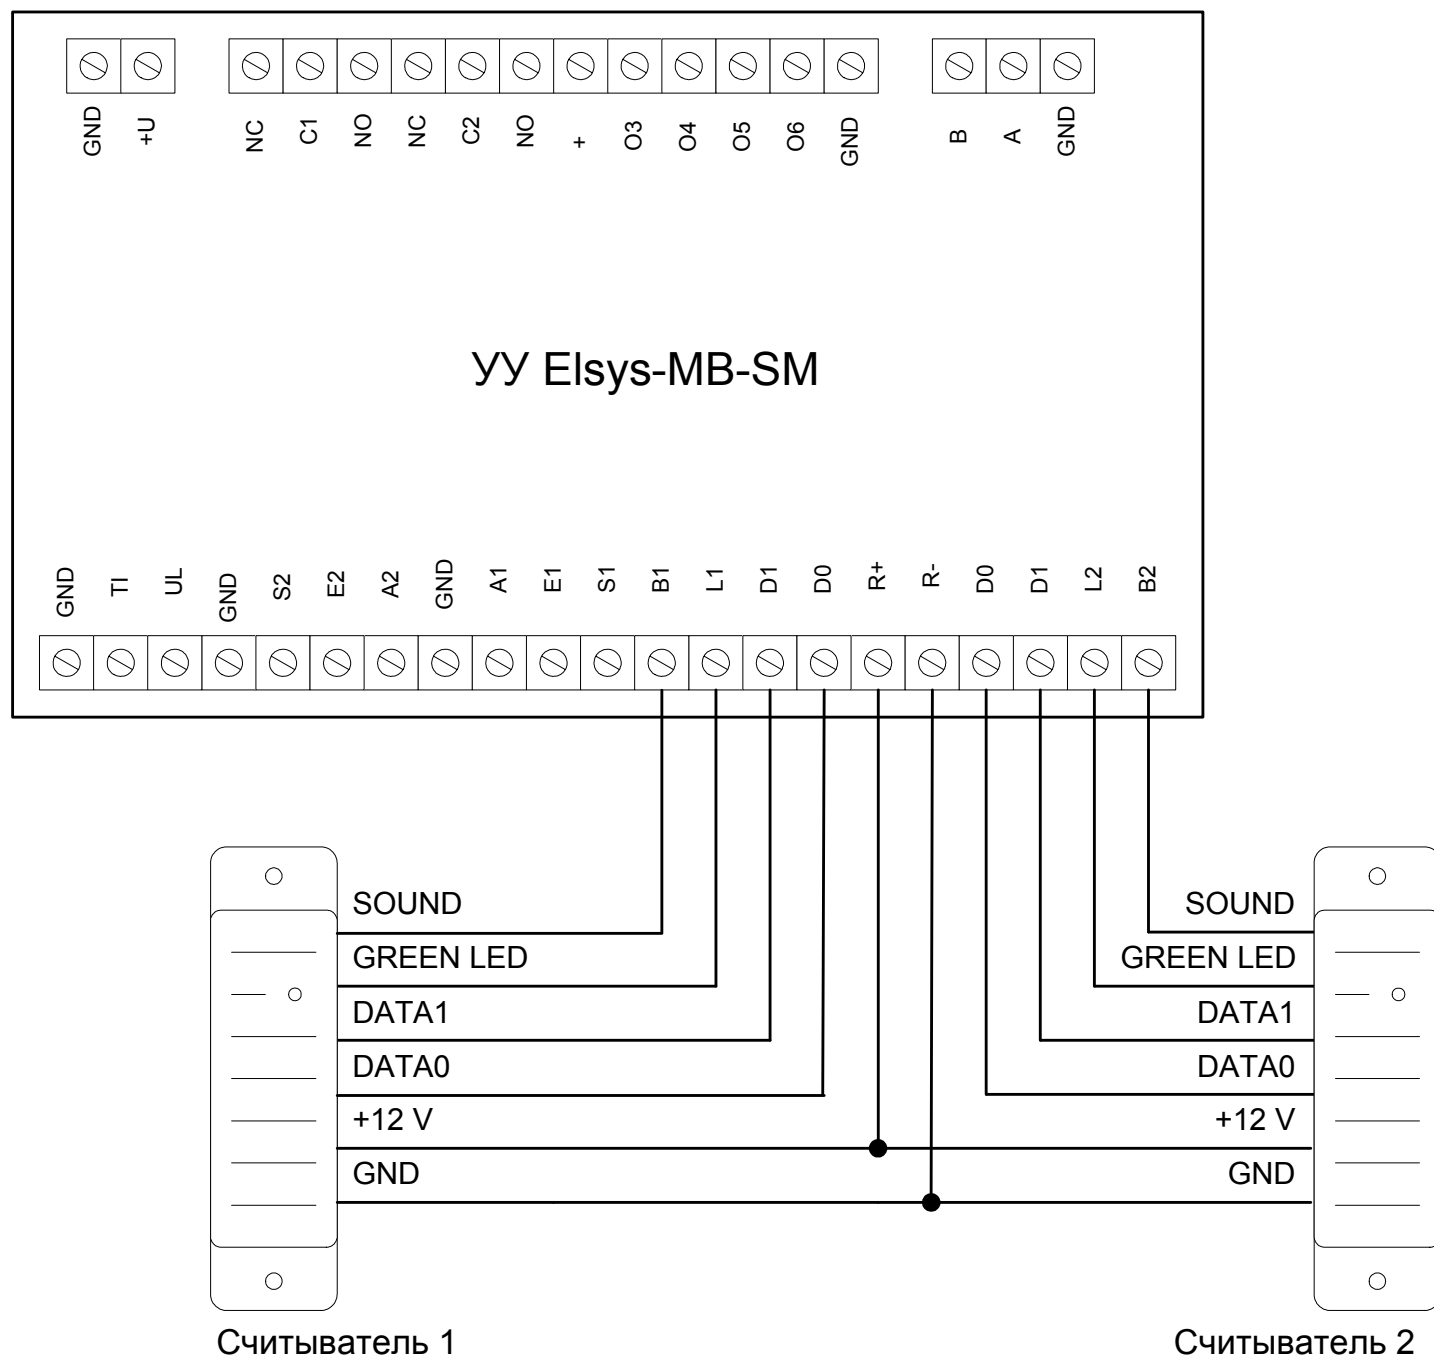 GND +U NC C1 NO NC C2 NO + O3 O4 O5 O6 GND B A GND
УУ Elsys-MB-SM
GND TI UL GND S2 E2 A2 GND A1 E1 S1 B1 L1 D1 D0 R+ R- D0 D1 L2 B2
SOUND SOUND
GREEN LED GREEN LED
DATA1 DATA1
DATA0 DATA0
+12 V +12 V
GND GND
Считыватель 1 Считыватель 2